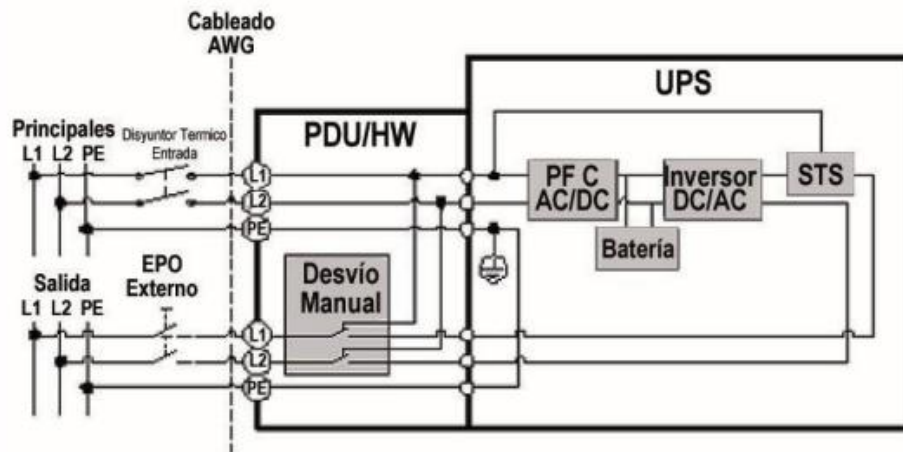 Cableado
AWG
UPS
PDU/HW
Principales
L1 L2 PE
Disyuntor Termico
Entrada
L1
L2
PE
PF C
AC/DC
Inversor
DC/AC
STS
Batería
Desvío
Manual
EPO
Externo
Salida
L1 L2 PE
L1
L2
PE